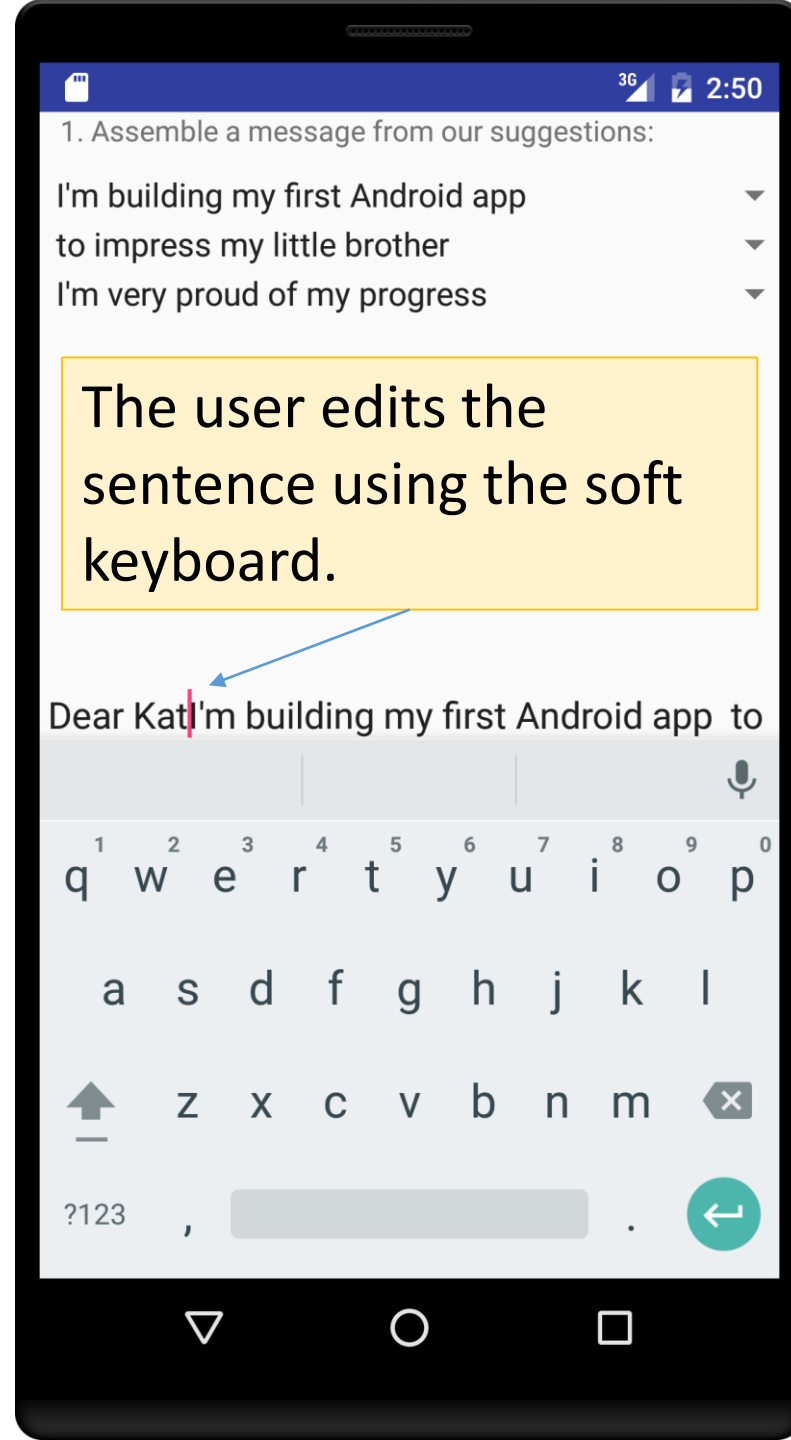 3G 2:50
1. Assemble a message from our suggestions:
I'm building my first Android app
to impress my little brother
I'm very proud of my progress
The user edits the
sentence using the soft
keyboard.
Dear KatI'm building my first Android app  to
1 2 3 4 5 6 7 8 9 0
q w e r t y u i o p
a s d f g h j k l
z x c v b n m
?123 , .